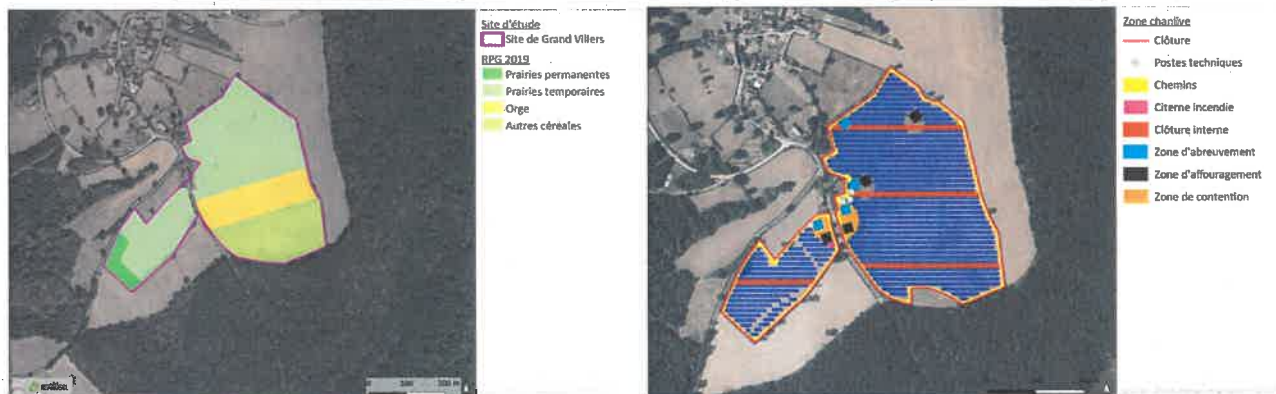 Site d'étude
Site de Grand Villers
RPG 2019
Prairies permanentes
Prairies temporaires
Orge
Autres céréales
Zone chanlive
Clôture
Postes techniques
Chemins
Citerne incendie
Clôture interne
Zone d'abreuvement
Zone d'affouragement
Zone de contention